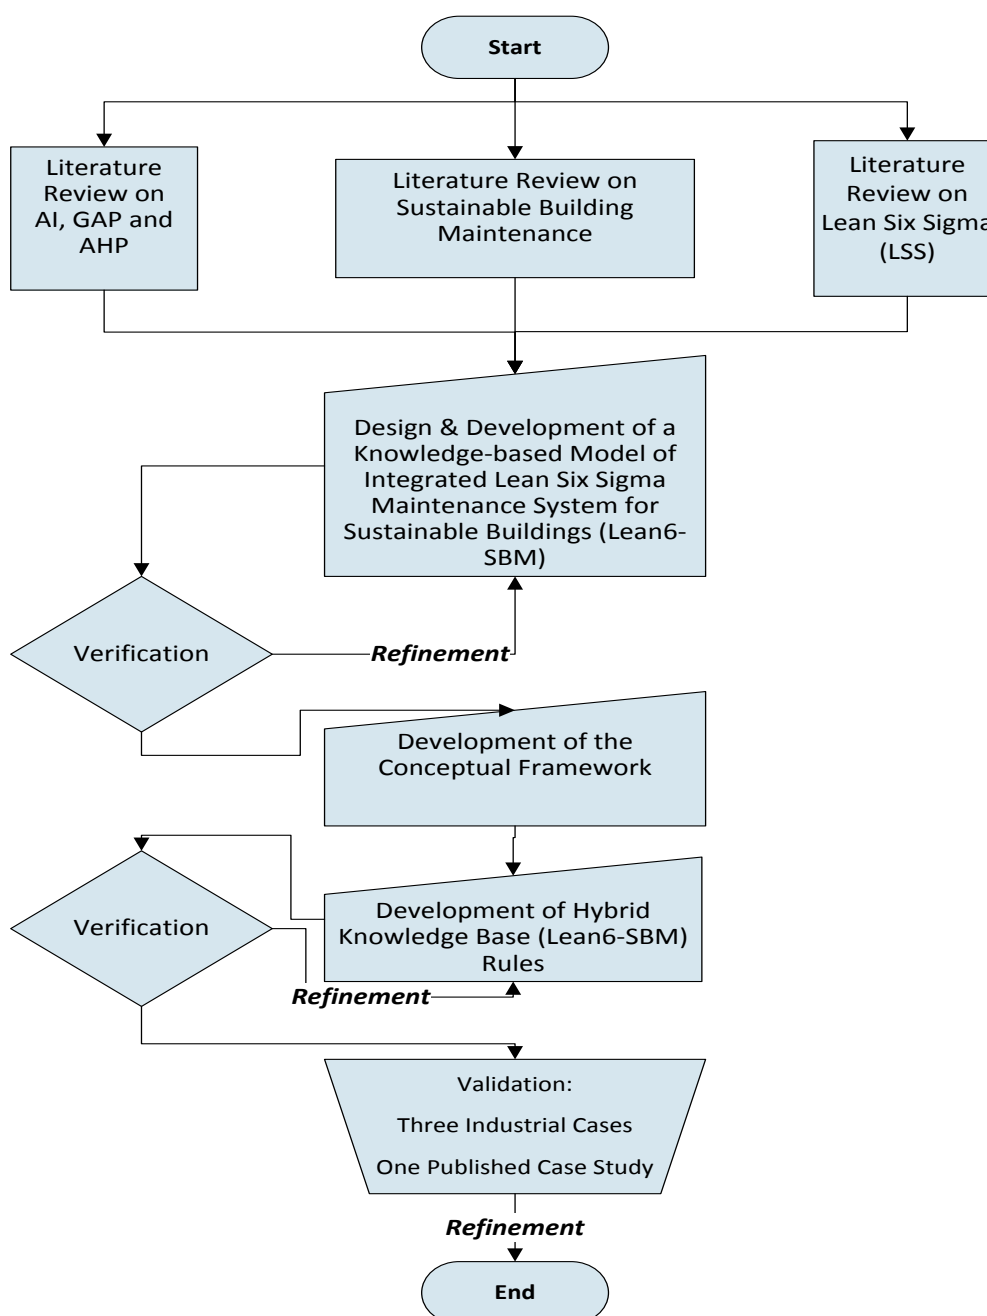 Start
Literature
Review on
AI, GAP and
AHP
Literature Review on
Sustainable Building
Maintenance
Literature
Review on
Lean Six Sigma
(LSS)
Design & Development of a
Knowledge-based Model of
Integrated Lean Six Sigma
Maintenance System for
Sustainable Buildings (Lean6-
SBM)
Verification
Refinement
Development of the
Conceptual Framework
Verification
Development of Hybrid
Knowledge Base (Lean6-SBM)
Rules
Refinement
Validation:
Three Industrial Cases
One Published Case Study
Refinement
End